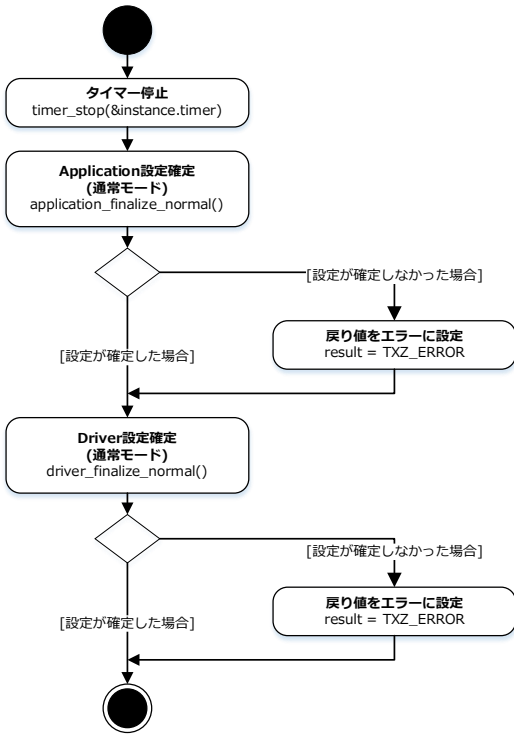 タイマー停止
timer_stop(&instance.timer)
Application設定確定
(通常モード)
application_finalize_normal()
[設定が確定しなかった場合]
戻り値をエラーに設定
result = TXZ_ERROR
[設定が確定した場合]
Driver設定確定
(通常モード)
driver_finalize_normal()
[設定が確定しなかった場合]
戻り値をエラーに設定
result = TXZ_ERROR
[設定が確定した場合]